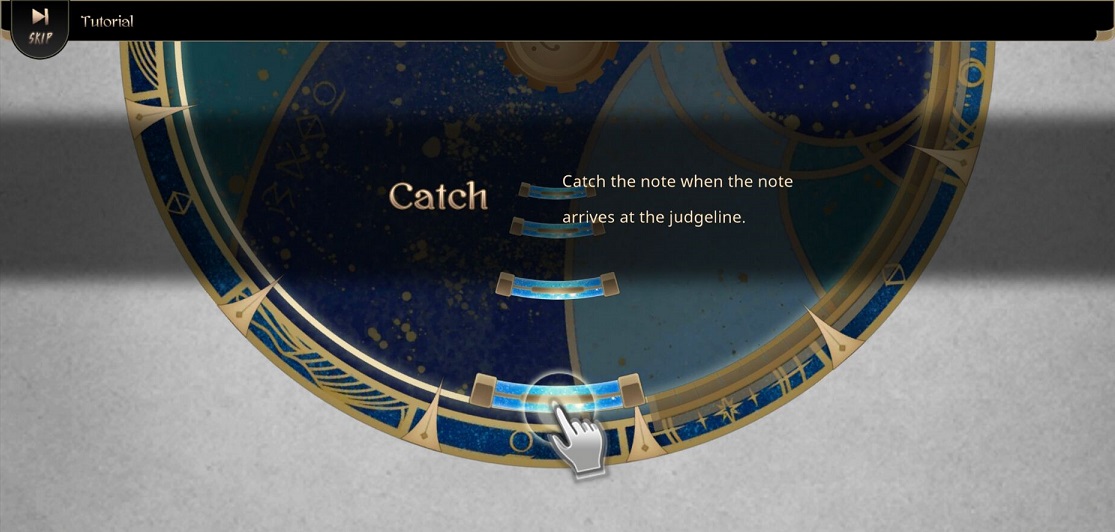 SKIP
Tutorial
Catch
Catch the note when the note
arrives at the judgeline.